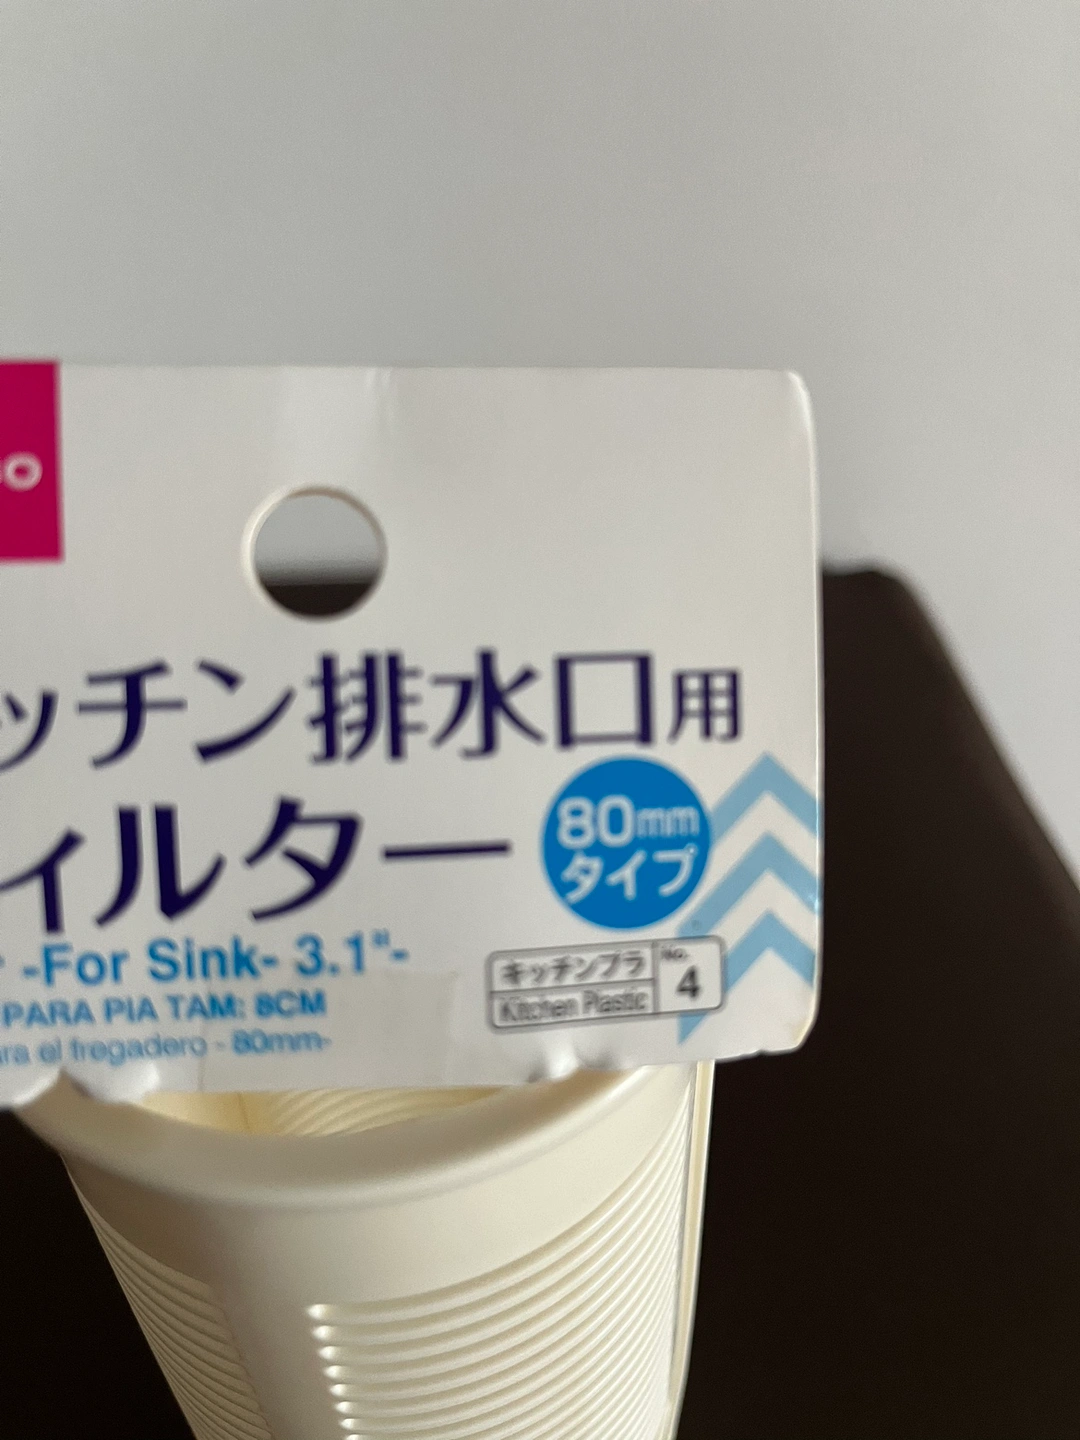 so
ッチン排水口用
ィルター
80mm
タイプ
-For Sink- 3.1"-
PARA PIA TAM: 8CM
ra el fregadero - 80mm-
キッチンプラ No.
Kitchen Plastic 4